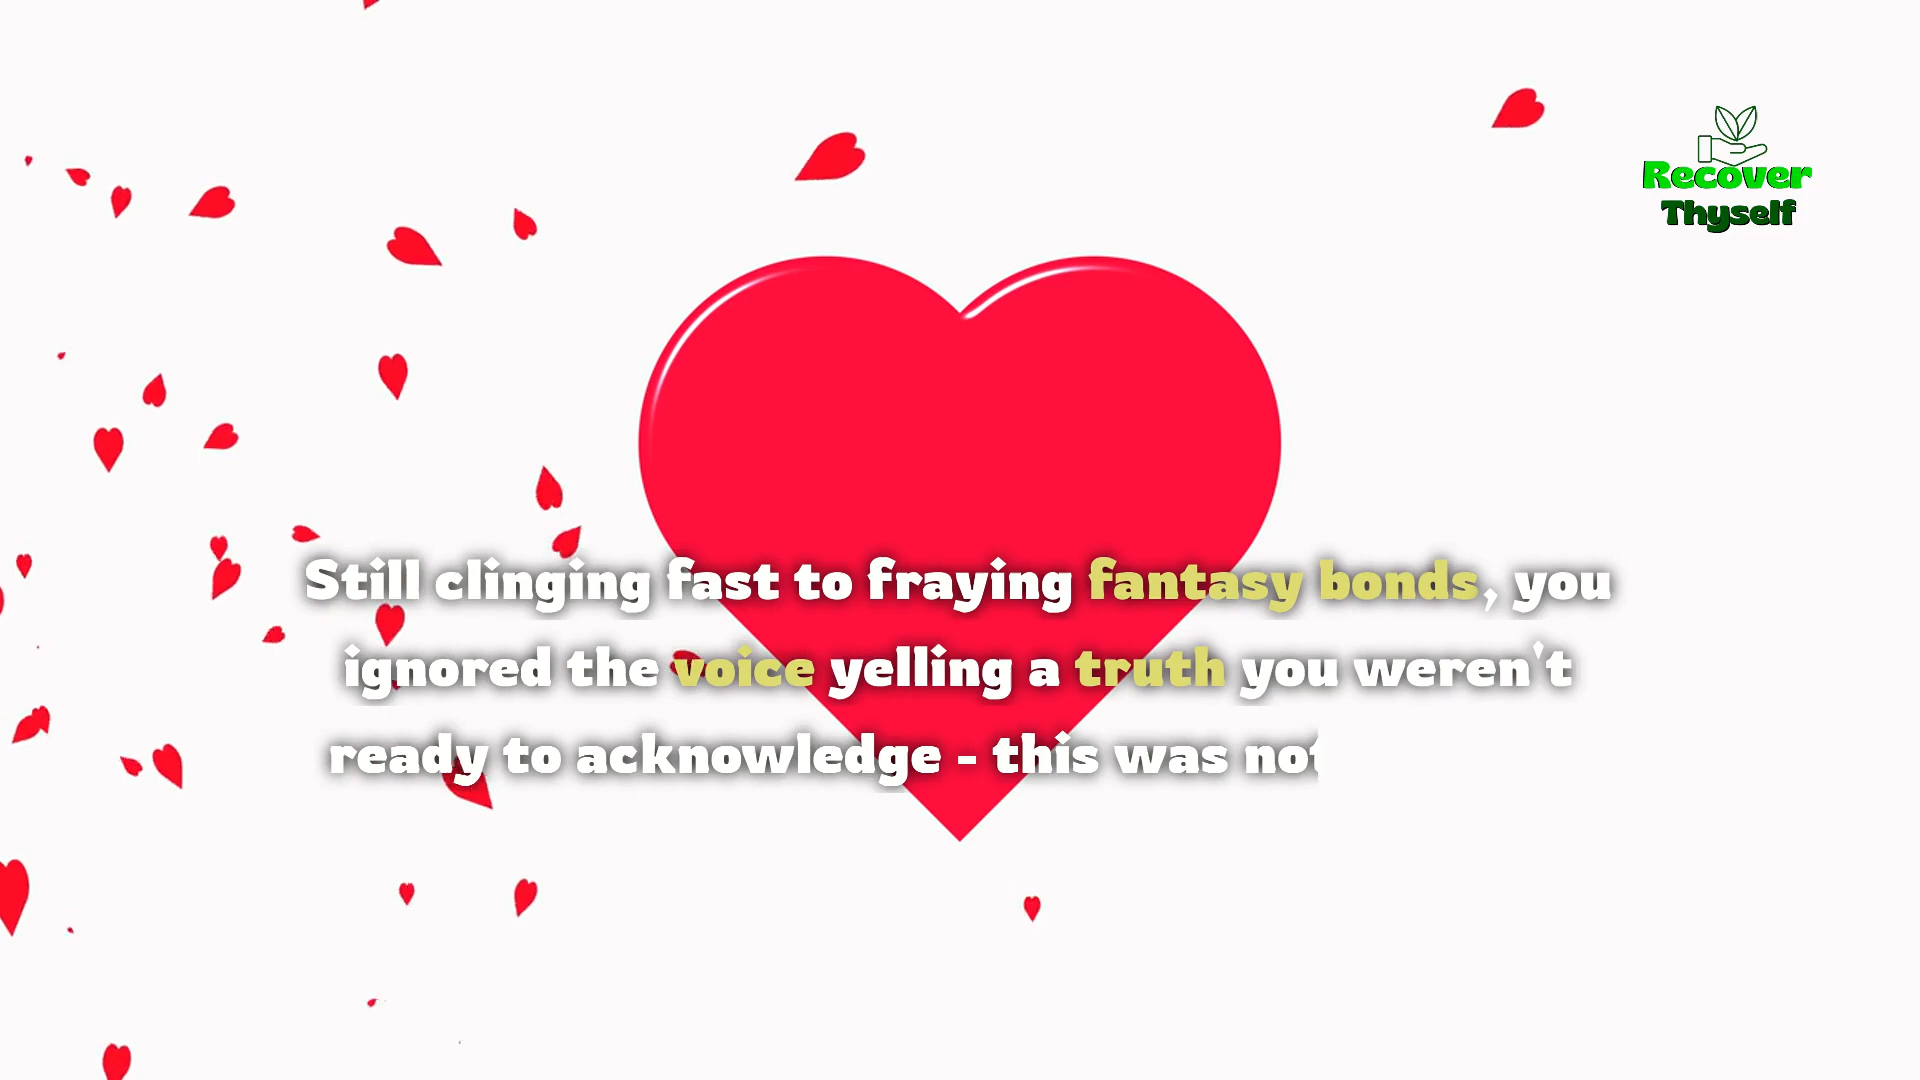 Recover
Thyself
Still clinging fast to fraying fantasy bonds, you
ignored the voice yelling a truth you weren't
ready to acknowledge - this was not